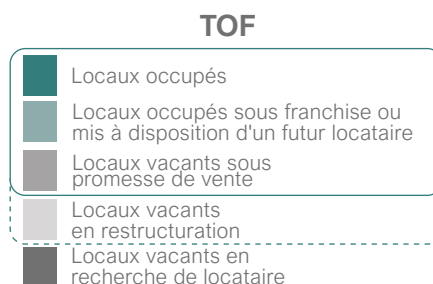 TOF
Locaux occupés
Locaux occupés sous franchise ou
mis à disposition d'un futur locataire
Locaux vacants sous
promesse de vente
Locaux vacants
en restructuration
Locaux vacants en
recherche de locataire